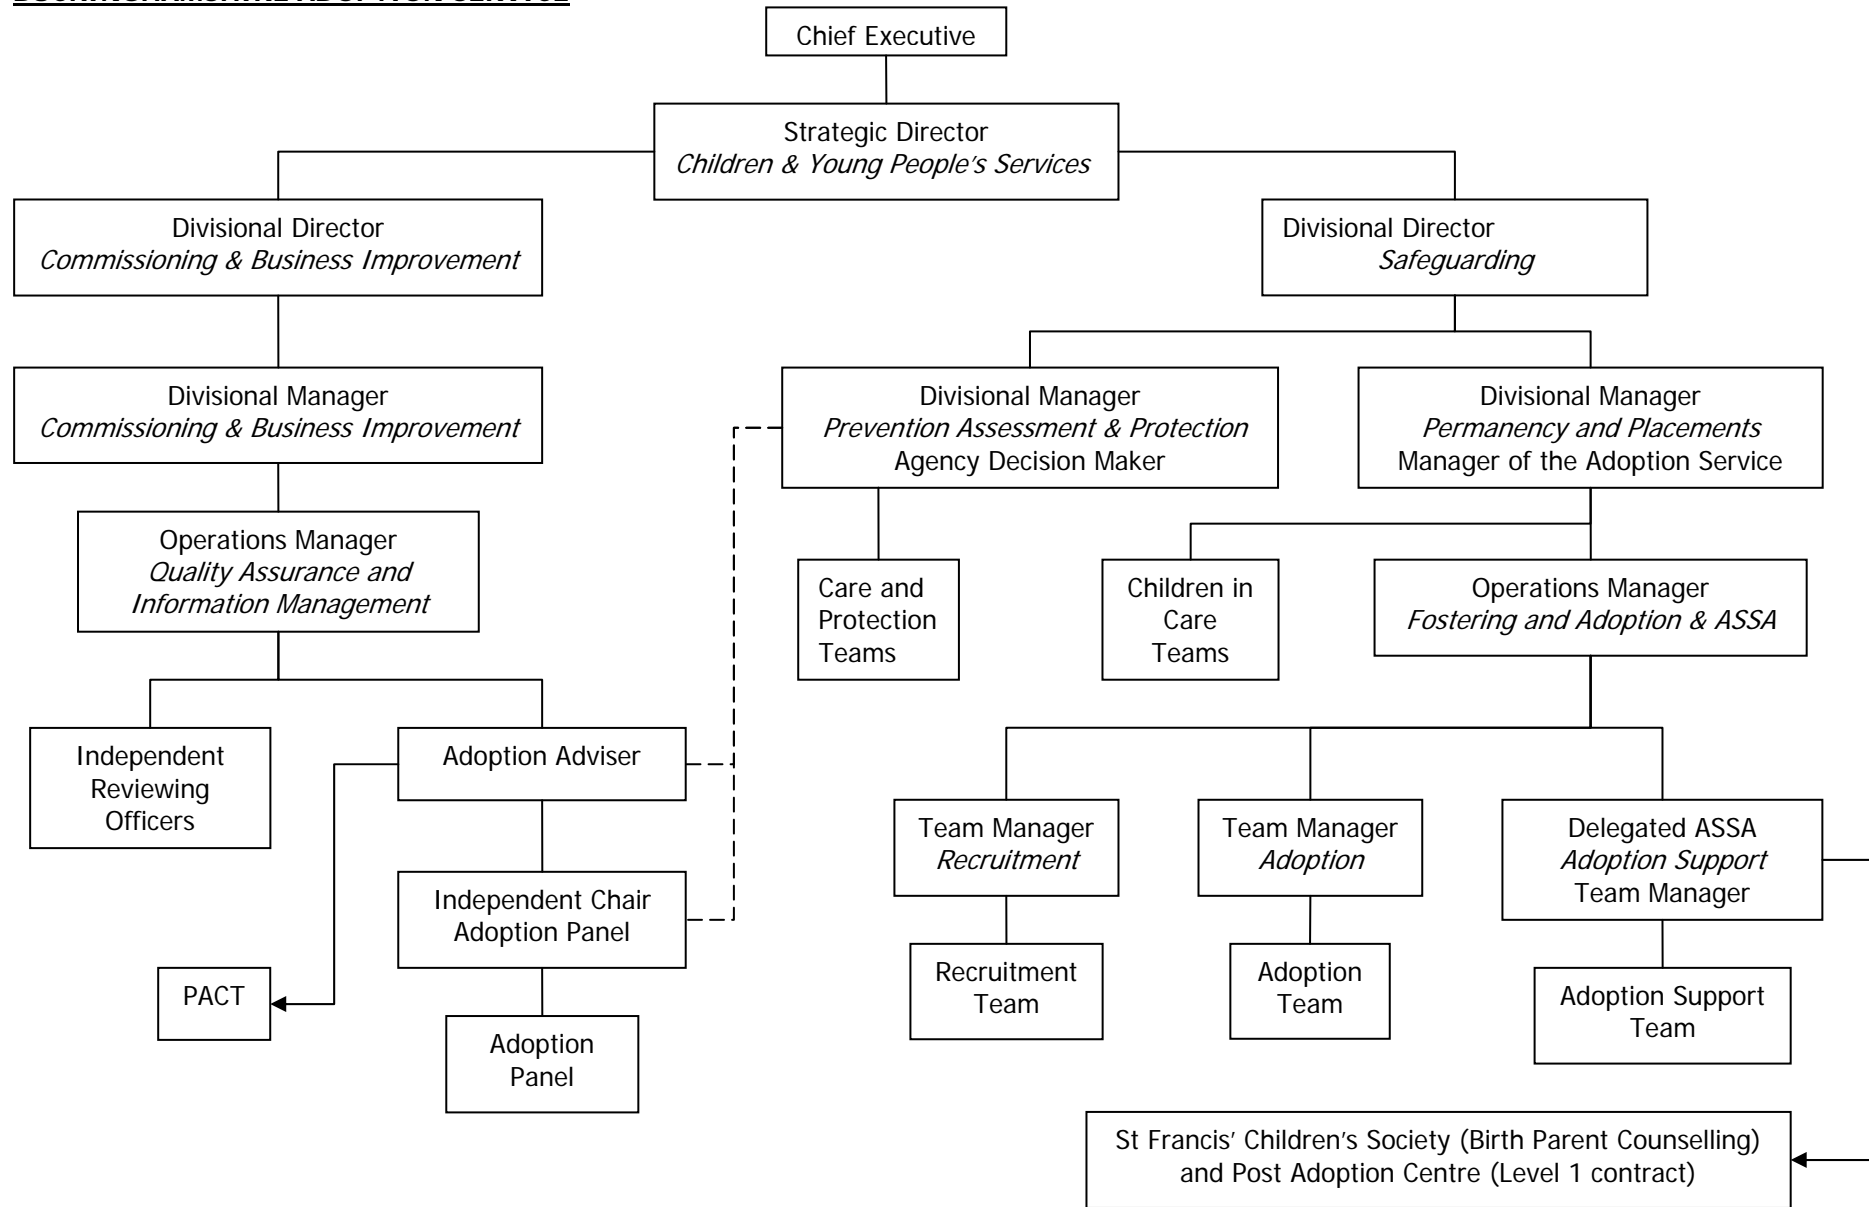 BUCKINGHAMSHIRE ADOPTION SERVICE
Chief Executive
Strategic Director
Children & Young People's Services
Divisional Director
Commissioning & Business Improvement
Divisional Director
Safeguarding
Divisional Manager
Commissioning & Business Improvement
Divisional Manager
Prevention Assessment & Protection
Agency Decision Maker
Divisional Manager
Permanency and Placements
Manager of the Adoption Service
Operations Manager
Quality Assurance and
Information Management
Care and
Protection
Teams
Children in
Care
Teams
Operations Manager
Fostering and Adoption & ASSA
Independent
Reviewing
Officers
Adoption Adviser
Team Manager
Recruitment
Team Manager
Adoption
Delegated ASSA
Adoption Support
Team Manager
Independent Chair
Adoption Panel
PACT
Recruitment
Team
Adoption
Team
Adoption Support
Team
Adoption
Panel
St Francis' Children's Society (Birth Parent Counselling)
and Post Adoption Centre (Level 1 contract)